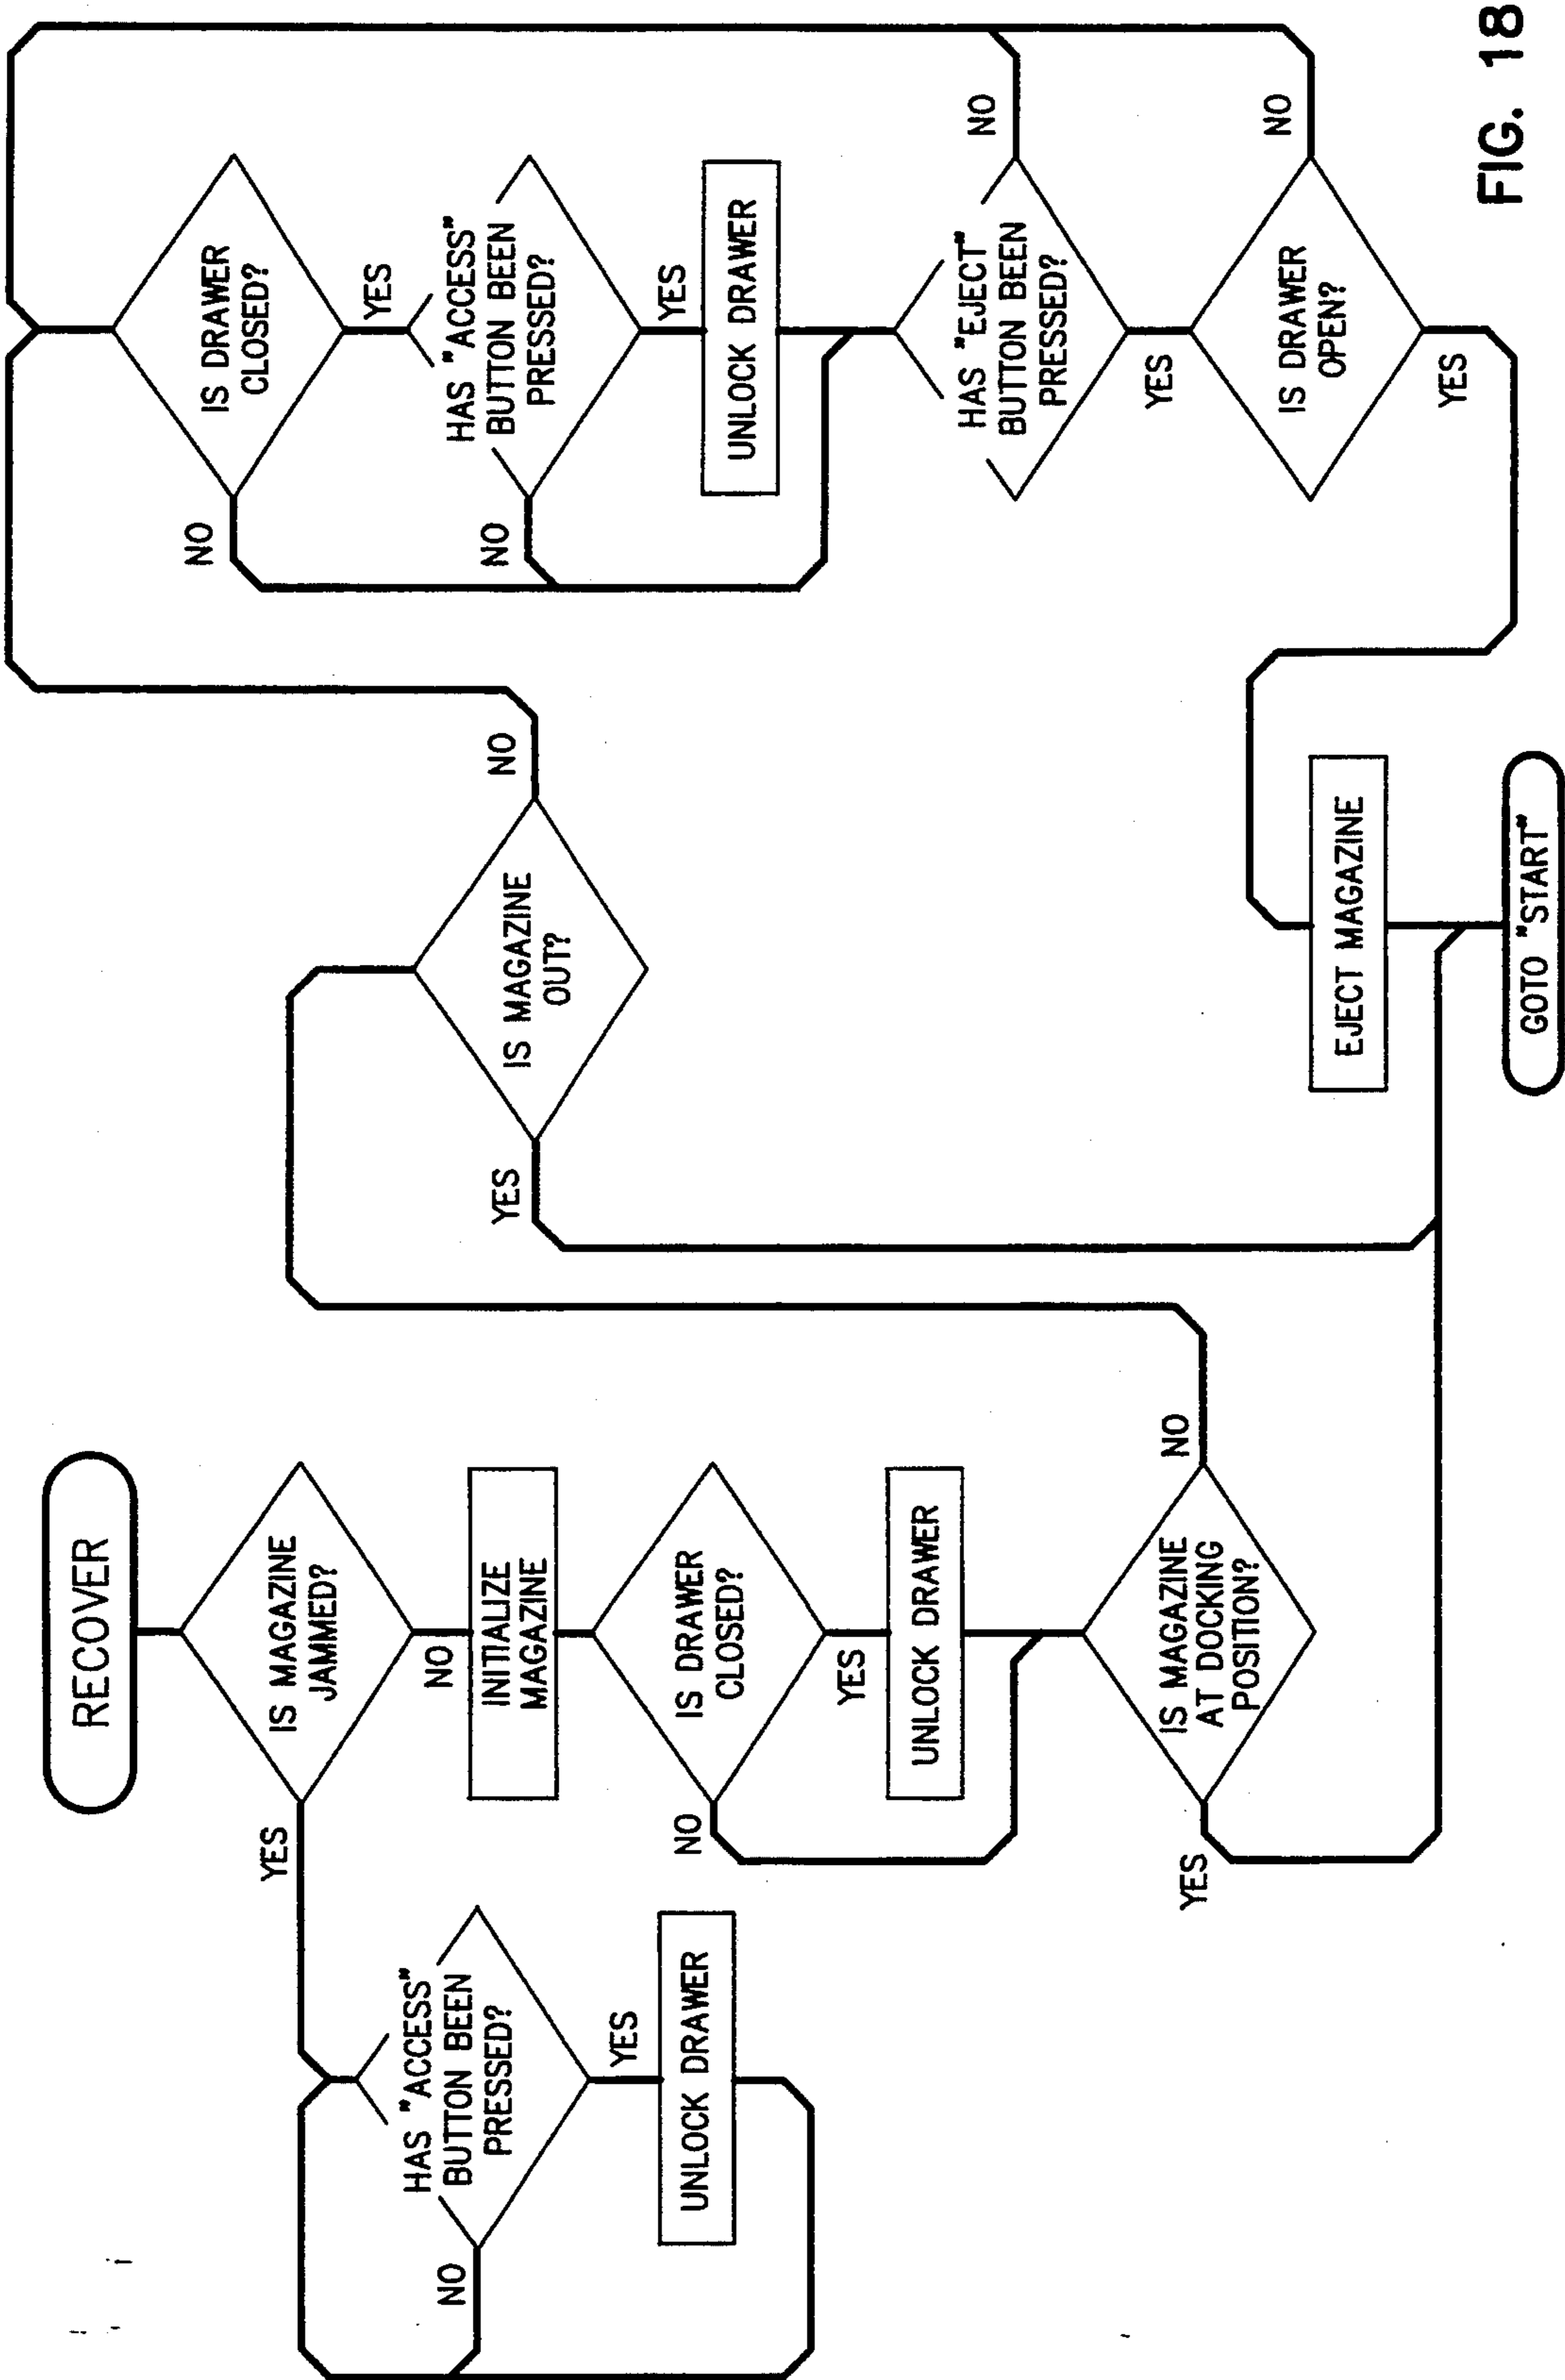 RECOVER
IS MAGAZINE
JAMMED?
YES
NO
HAS "ACCESS"
BUTTON BEEN
PRESSED?
NO
YES
UNLOCK DRAWER
INITIALIZE
MAGAZINE
IS DRAWER
CLOSED?
NO
YES
UNLOCK DRAWER
IS MAGAZINE
AT DOCKING
POSITION?
YES
NO
IS MAGAZINE
OUT?
YES
NO
IS DRAWER
CLOSED?
NO
YES
HAS "ACCESS"
BUTTON BEEN
PRESSED?
NO
YES
UNLOCK DRAWER
HAS "EJECT"
BUTTON BEEN
PRESSED?
NO
YES
IS DRAWER
OPEN?
NO
YES
EJECT MAGAZINE
GOTO "START"
FIG. 18